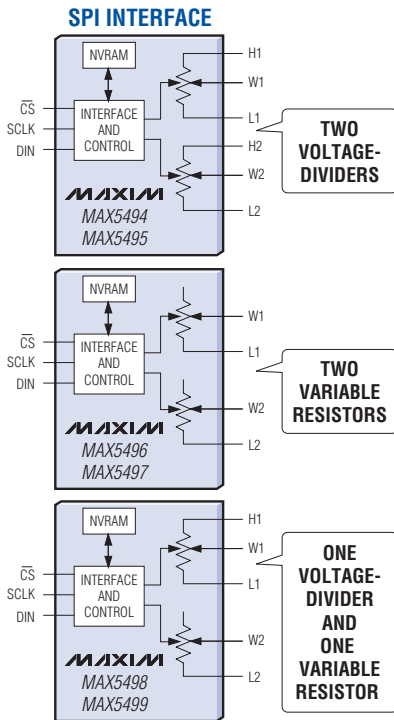 SPI INTERFACE
NVRAM
INTERFACE
AND
CONTROL
C̅S̅
SCLK
DIN
H1
W1
L1
H2
W2
L2
MAXIM
MAX5494
MAX5495
TWO
VOLTAGE-
DIVIDERS
NVRAM
INTERFACE
AND
CONTROL
C̅S̅
SCLK
DIN
W1
L1
W2
L2
MAXIM
MAX5496
MAX5497
TWO
VARIABLE
RESISTORS
NVRAM
INTERFACE
AND
CONTROL
C̅S̅
SCLK
DIN
H1
W1
L1
W2
L2
MAXIM
MAX5498
MAX5499
ONE
VOLTAGE-
DIVIDER
AND
ONE
VARIABLE
RESISTOR